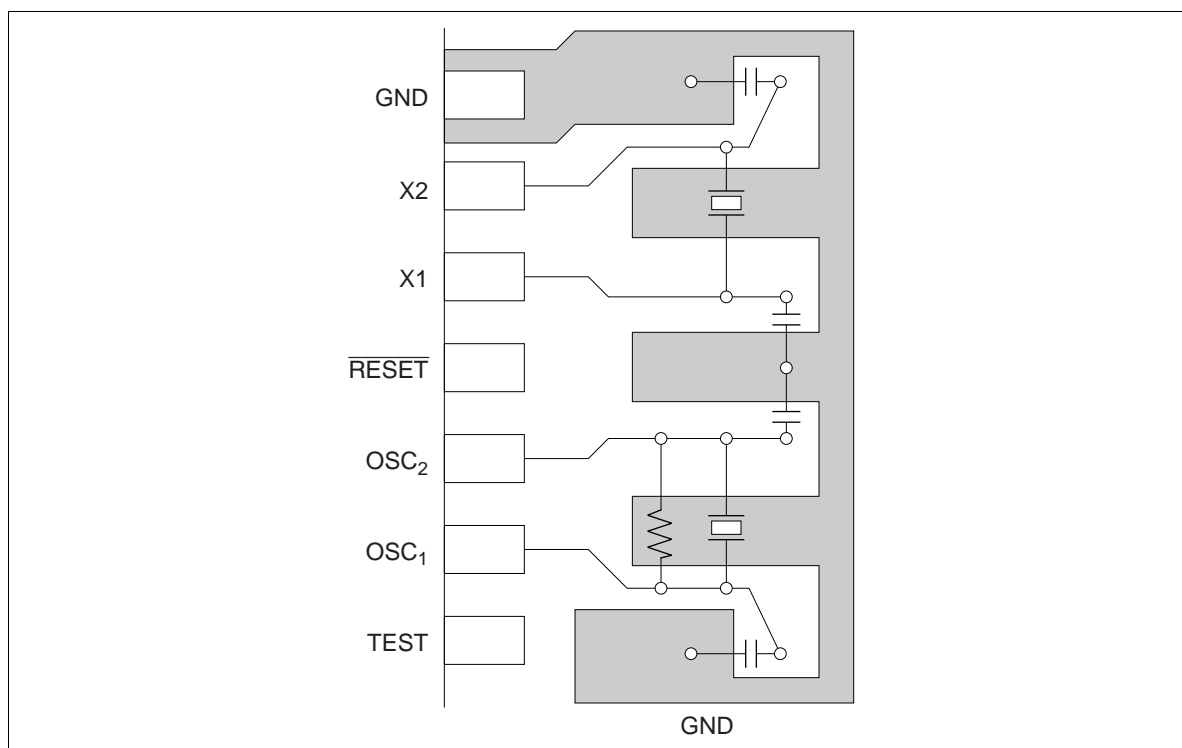 GND
X2
X1
RESET
OSC2
OSC1
TEST
GND